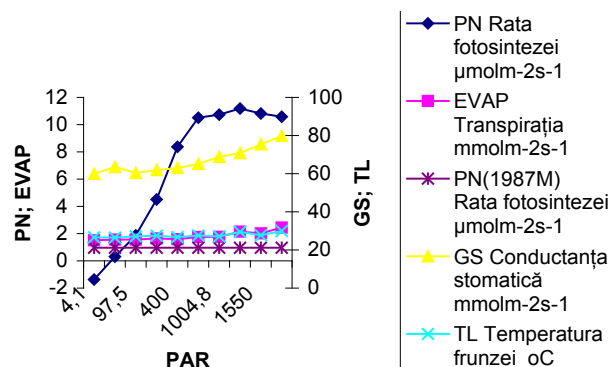 12
10
8
6
4
2
0
-2
PN; EVAP
100
80
60
40
20
0
GS; TL
4,1
97,5
400
1004,8
1550
PAR
PN Rata
fotosintezei
µmolm-2s-1
EVAP
Transpirația
mmolm-2s-1
PN(1987M)
Rata fotosintezei
µmolm-2s-1
GS Conductanța
stomatică
mmolm-2s-1
TL Temperatura
frunzei oC